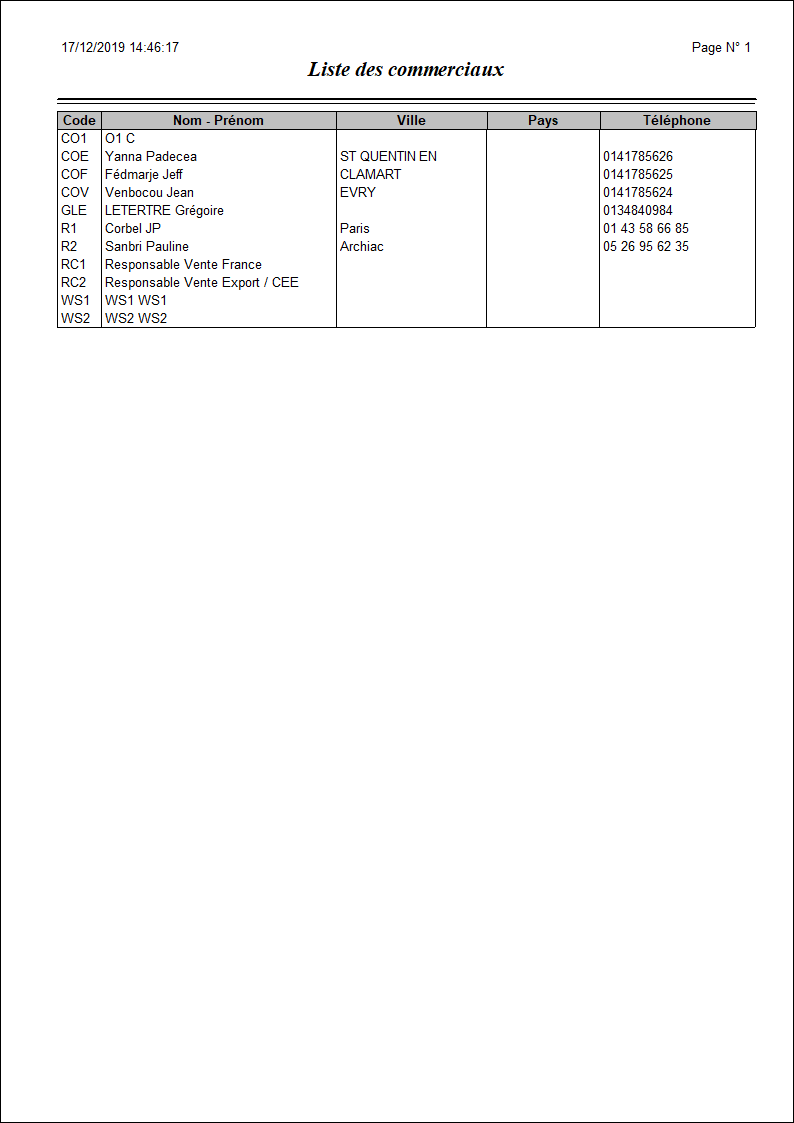 17/12/2019 14:46:17 Page N° 1
Liste des commerciaux
Code Nom - Prénom Ville Pays Téléphone
CO1 O1 C
COE Yanna Padecea ST QUENTIN EN 0141785626
COF Fédmarje Jeff CLAMART 0141785625
COV Venbocou Jean EVRY 0141785624
GLE LETERTRE Grégoire 0134840984
R1 Corbel JP Paris 01 43 58 66 85
R2 Sanbri Pauline Archiac 05 26 95 62 35
RC1 Responsable Vente France
RC2 Responsable Vente Export / CEE
WS1 WS1 WS1
WS2 WS2 WS2